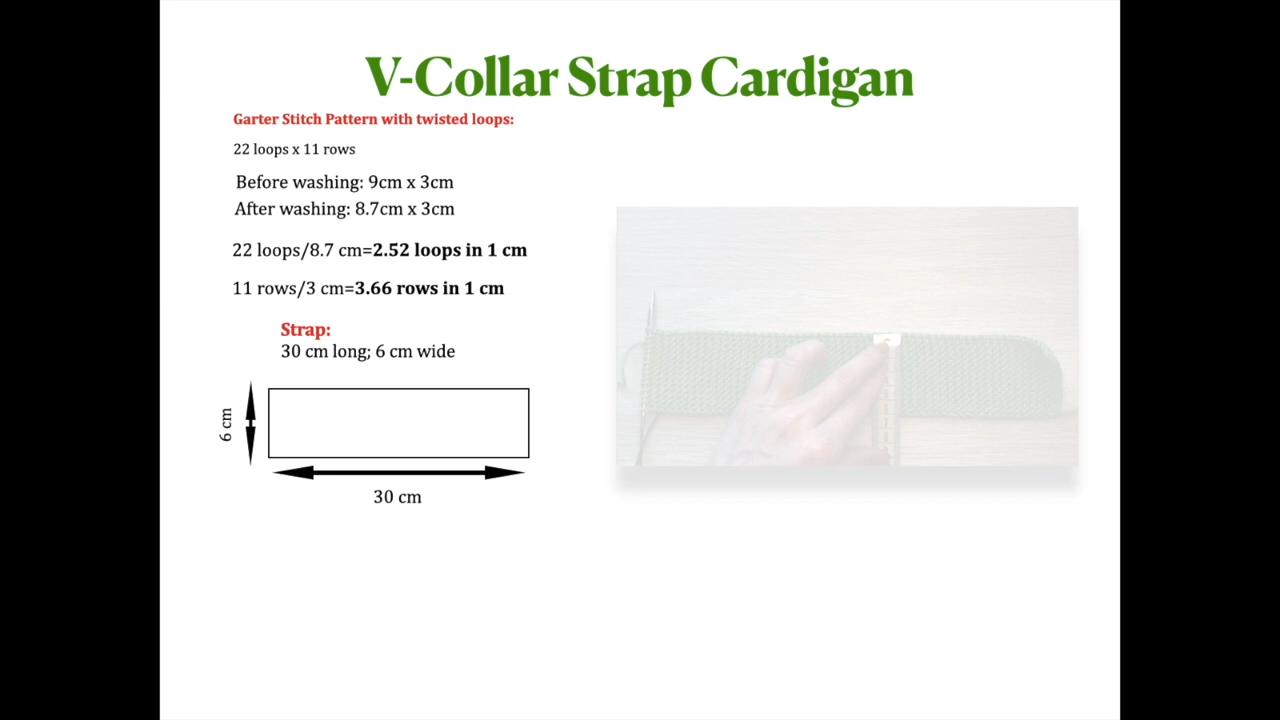 V-Collar Strap Cardigan
Garter Stitch Pattern with twisted loops:
22 loops x 11 rows
Before washing: 9cm x 3cm
After washing: 8.7cm x 3cm
22 loops/8.7 cm=2.52 loops in 1 cm
11 rows/3 cm=3.66 rows in 1 cm
Strap:
30 cm long; 6 cm wide
6 cm
30 cm